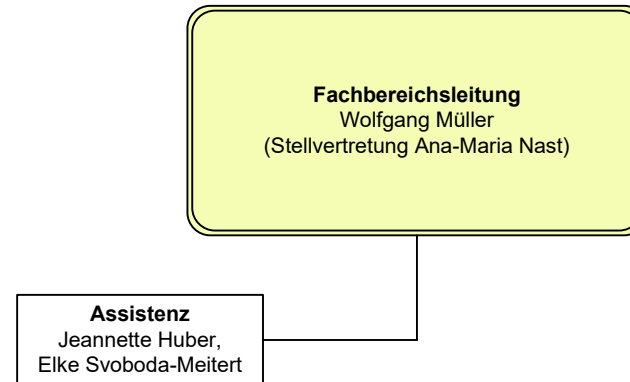 Fachbereichsleitung
Wolfgang Müller
(Stellvertretung Ana-Maria Nast)
Assistenz
Jeannette Huber,
Elke Svoboda-Meitert